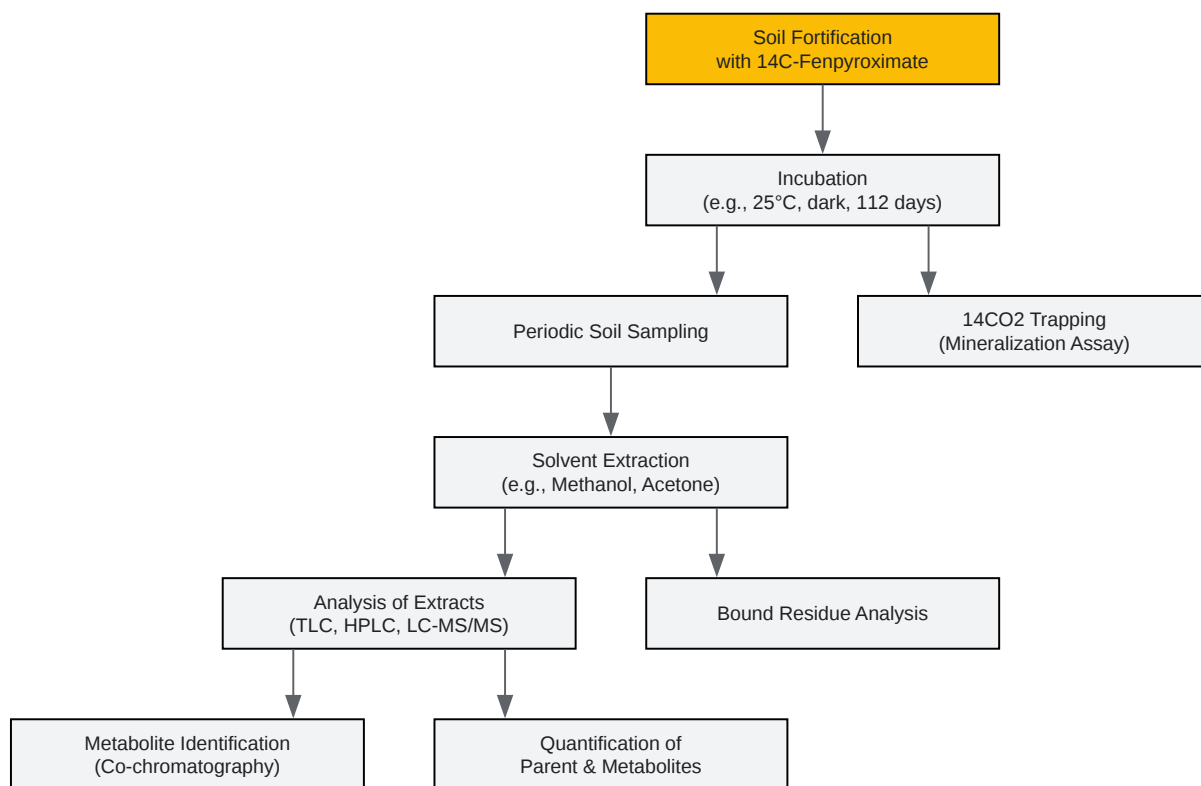 Soil Fortification
with 14C-Fenpyroximate
Incubation
(e.g., 25°C, dark, 112 days)
Periodic Soil Sampling
14CO2 Trapping
(Mineralization Assay)
Solvent Extraction
(e.g., Methanol, Acetone)
Analysis of Extracts
(TLC, HPLC, LC-MS/MS)
Bound Residue Analysis
Metabolite Identification
(Co-chromatography)
Quantification of
Parent & Metabolites